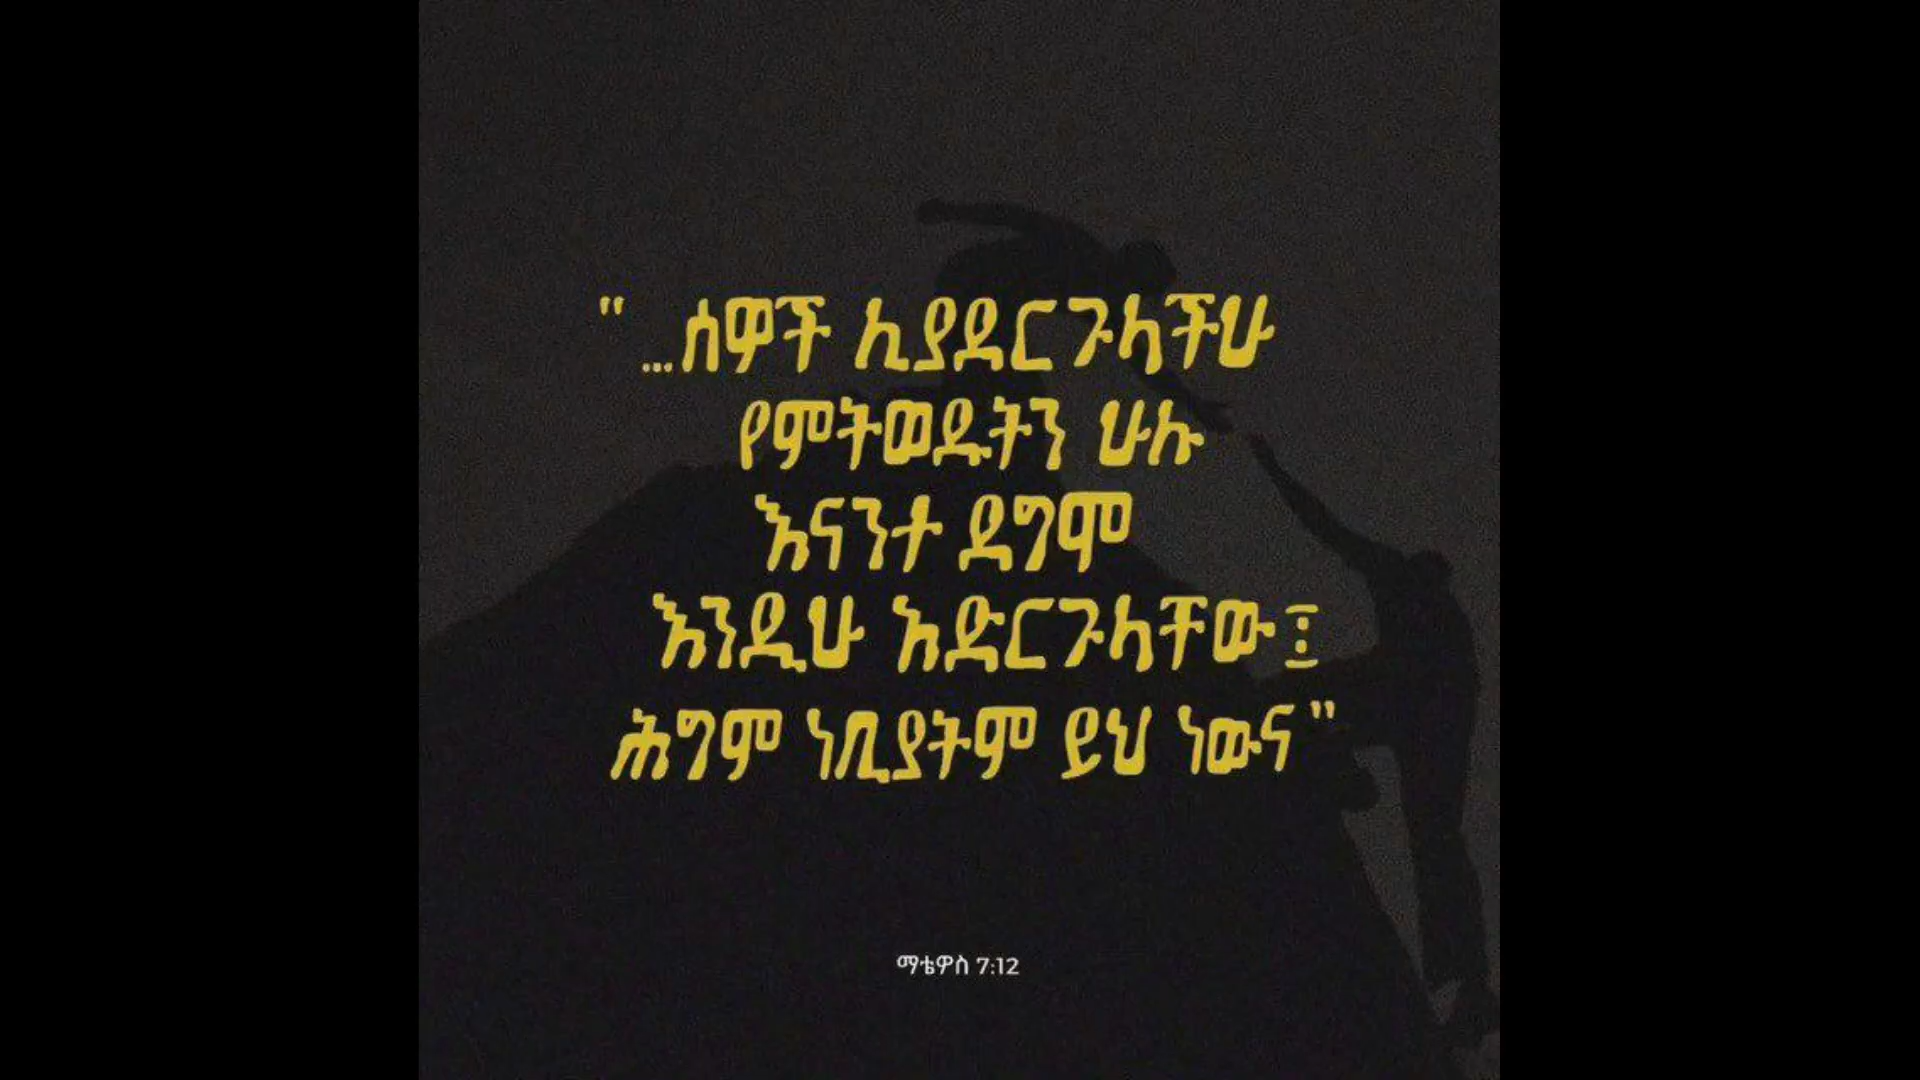 "...ሰዎች ሊያደርጉላችሁ
የምትወዱትን ሁሉ
እናንተ ደግሞ
እንዲሁ አድርጉላቸው፤
ሕግም ነቢያትም ይህ ነውና"
ማቴዎስ 7:12